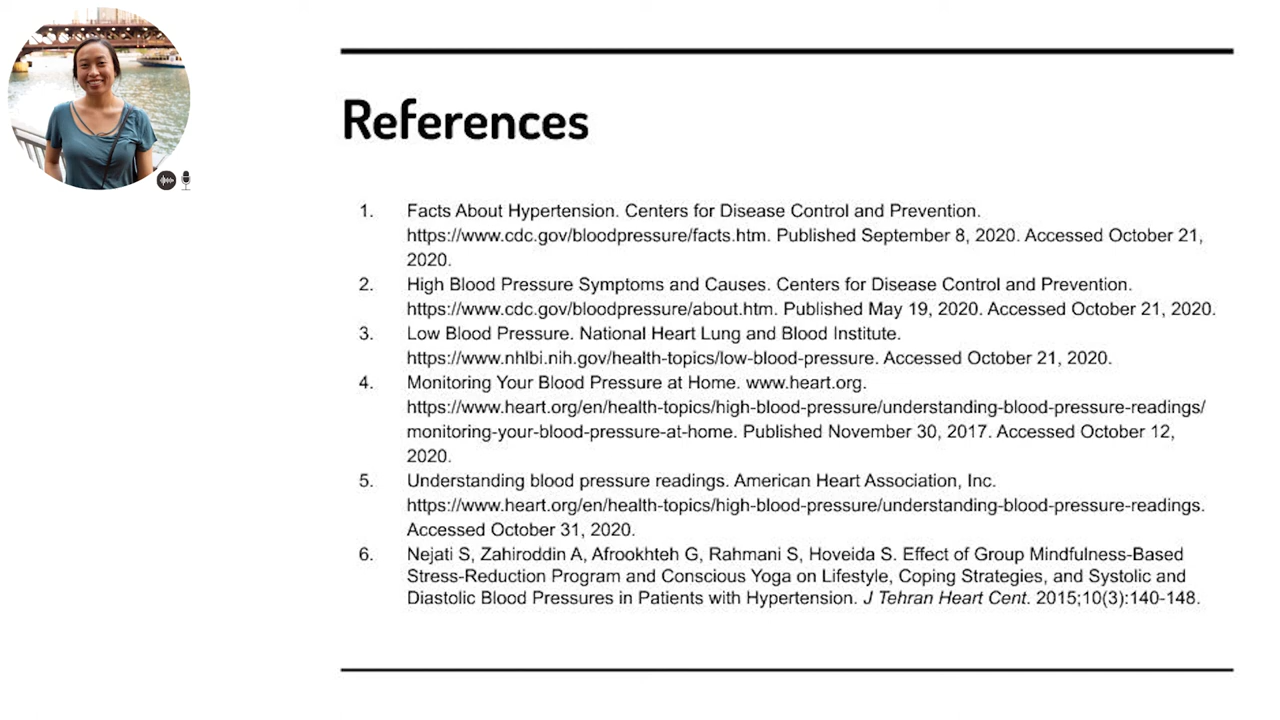 References
1. Facts About Hypertension. Centers for Disease Control and Prevention.
https://www.cdc.gov/bloodpressure/facts.htm. Published September 8, 2020. Accessed October 21,
2020.
2. High Blood Pressure Symptoms and Causes. Centers for Disease Control and Prevention.
https://www.cdc.gov/bloodpressure/about.htm. Published May 19, 2020. Accessed October 21, 2020.
3. Low Blood Pressure. National Heart Lung and Blood Institute.
https://www.nhlbi.nih.gov/health-topics/low-blood-pressure. Accessed October 21, 2020.
4. Monitoring Your Blood Pressure at Home. www.heart.org.
https://www.heart.org/en/health-topics/high-blood-pressure/understanding-blood-pressure-readings/
monitoring-your-blood-pressure-at-home. Published November 30, 2017. Accessed October 12,
2020.
5. Understanding blood pressure readings. American Heart Association, Inc.
https://www.heart.org/en/health-topics/high-blood-pressure/understanding-blood-pressure-readings.
Accessed October 31, 2020.
6. Nejati S, Zahiroddin A, Afrookhteh G, Rahmani S, Hoveida S. Effect of Group Mindfulness-Based
Stress-Reduction Program and Conscious Yoga on Lifestyle, Coping Strategies, and Systolic and
Diastolic Blood Pressures in Patients with Hypertension. J Tehran Heart Cent. 2015;10(3):140-148.